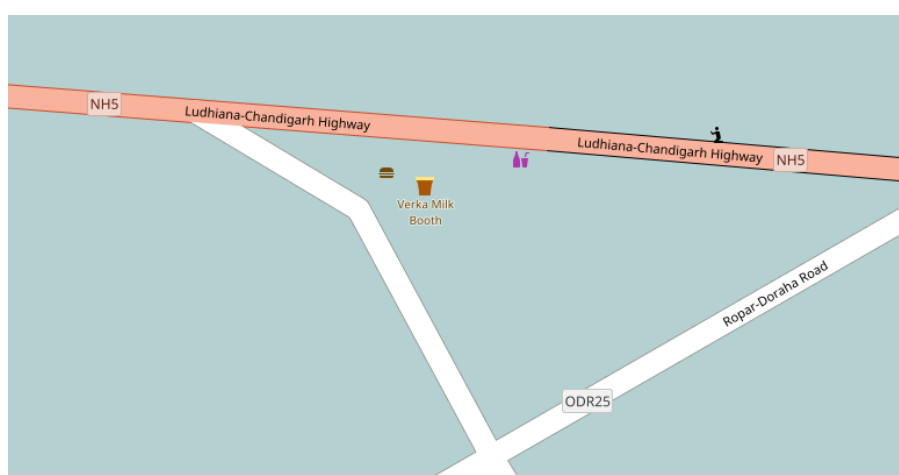 NH5
Ludhiana-Chandigarh Highway
Ludhiana-Chandigarh Highway
NH5
Verka Milk
Booth
Ropar-Doraha Road
ODR25